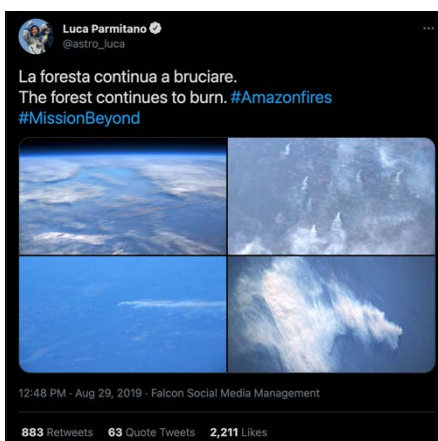 Luca Parmitano
@astro_luca
La foresta continua a bruciare.
The forest continues to burn. #Amazonfires
#MissionBeyond
12:48 PM · Aug 29, 2019 · Falcon Social Media Management
883 Retweets 63 Quote Tweets 2,211 Likes